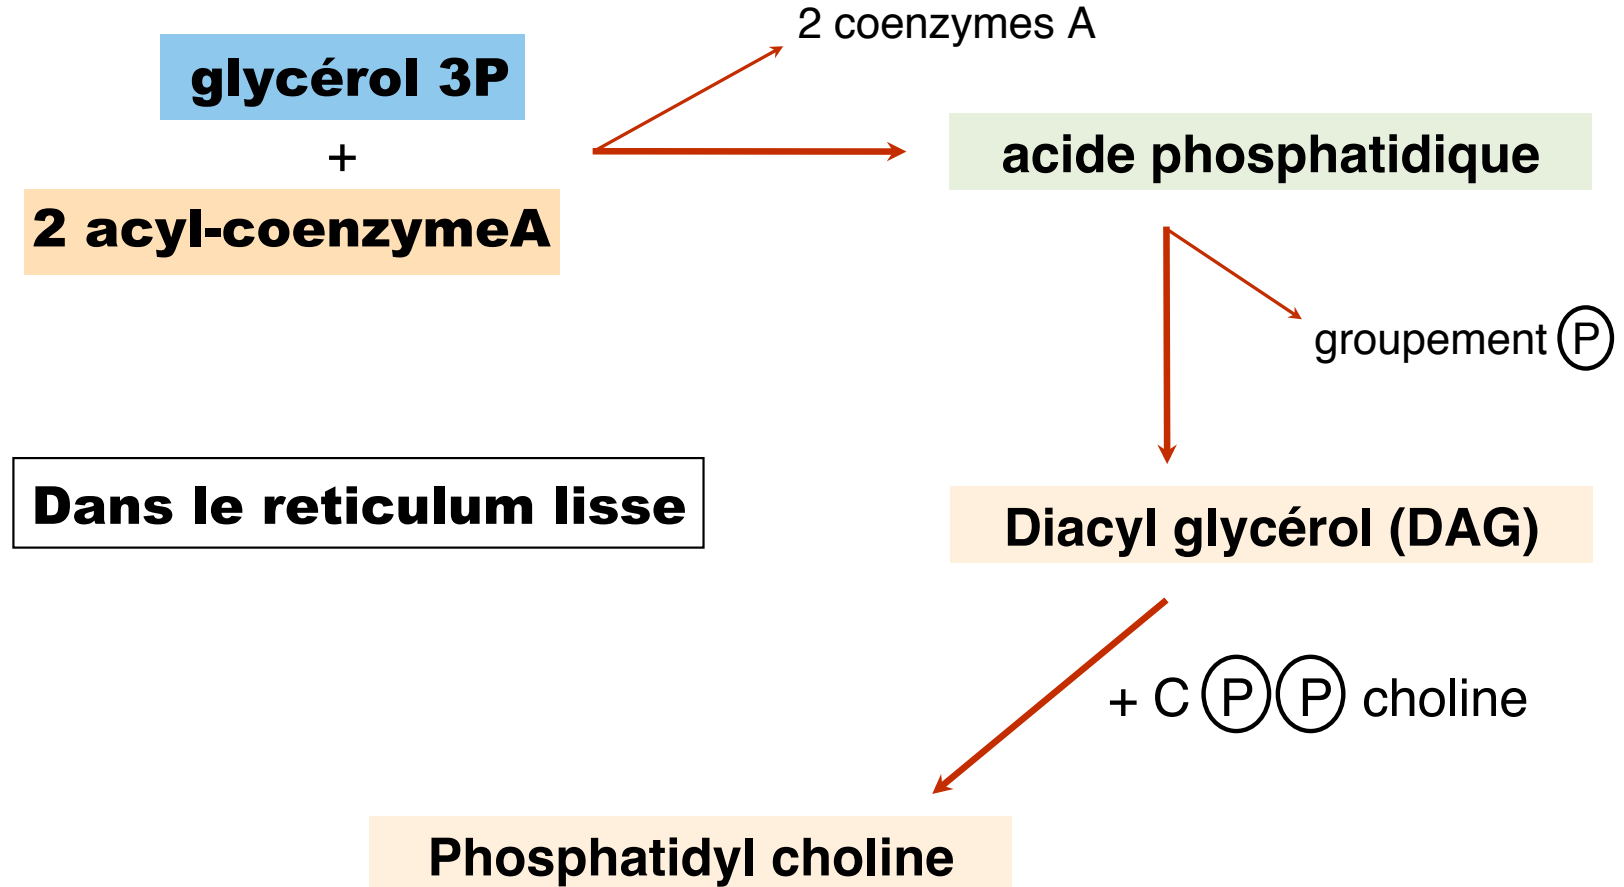 2 coenzymes A
glycérol 3P
+
2 acyl-coenzymeA
acide phosphatidique
groupement P
Dans le reticulum lisse
Diacyl glycérol (DAG)
+ C P P choline
Phosphatidyl choline